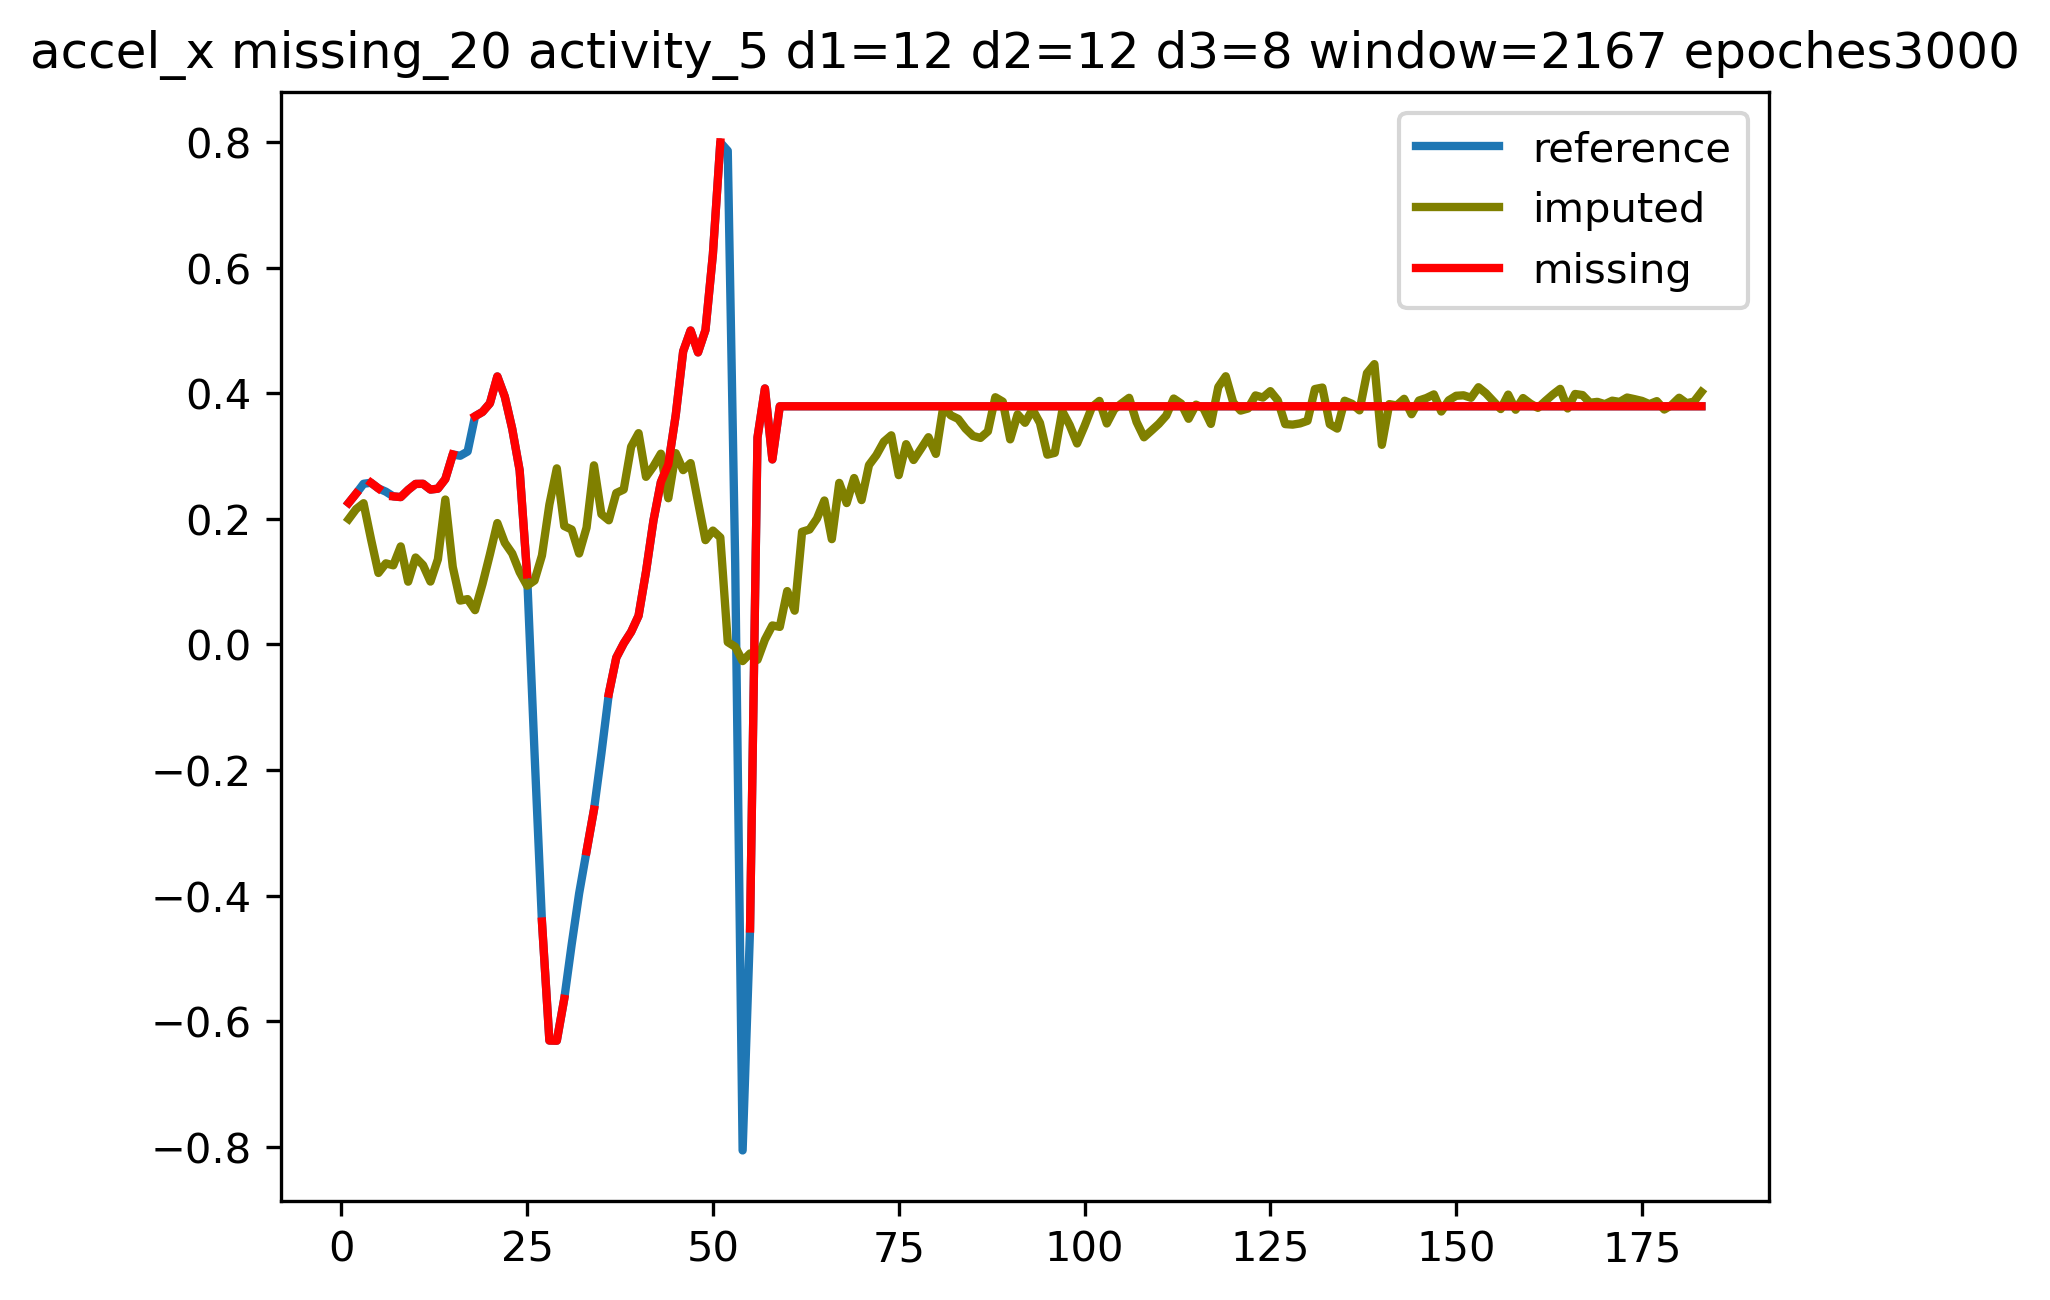 accel_x missing_20 activity_5 d1=12 d2=12 d3=8 window=2167 epoches3000
reference
imputed
missing
0.8
0.6
0.4
0.2
0.0
−0.2
−0.4
−0.6
−0.8
0 25 50 75 100 125 150 175